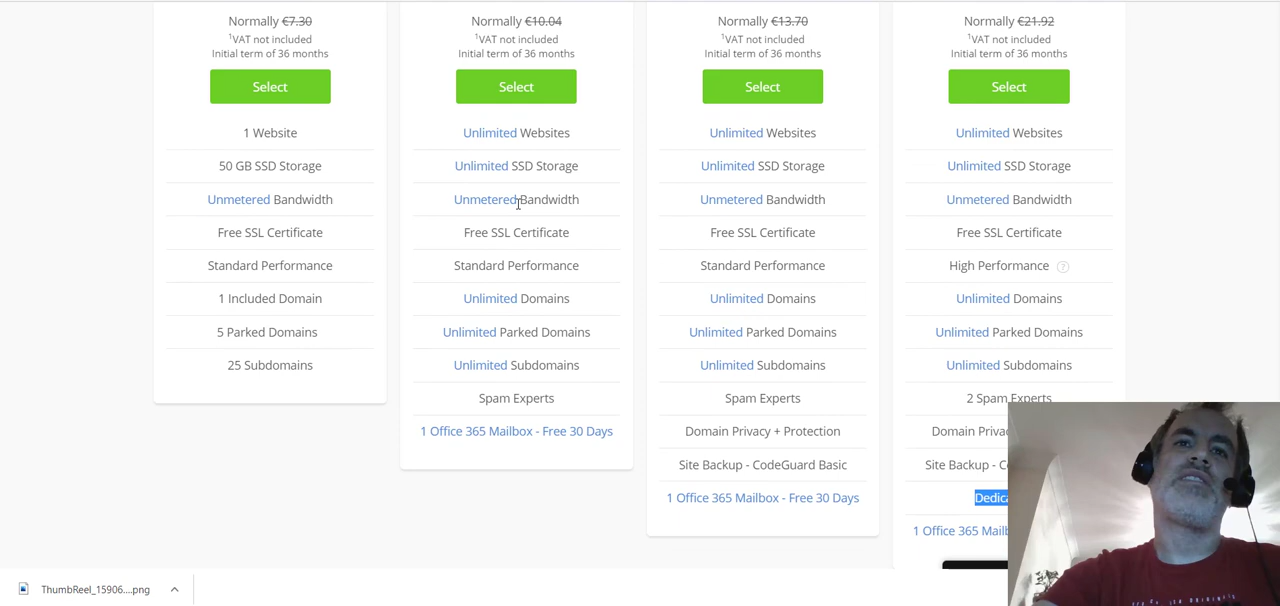 Normally €7.30
¹VAT not included
Initial term of 36 months
Select
1 Website
50 GB SSD Storage
Unmetered Bandwidth
Free SSL Certificate
Standard Performance
1 Included Domain
5 Parked Domains
25 Subdomains
Normally €10.04
¹VAT not included
Initial term of 36 months
Select
Unlimited Websites
Unlimited SSD Storage
Unmetered Bandwidth
Free SSL Certificate
Standard Performance
Unlimited Domains
Unlimited Parked Domains
Unlimited Subdomains
Spam Experts
1 Office 365 Mailbox - Free 30 Days
Normally €13.70
¹VAT not included
Initial term of 36 months
Select
Unlimited Websites
Unlimited SSD Storage
Unmetered Bandwidth
Free SSL Certificate
Standard Performance
Unlimited Domains
Unlimited Parked Domains
Unlimited Subdomains
Spam Experts
Domain Privacy + Protection
Site Backup - CodeGuard Basic
1 Office 365 Mailbox - Free 30 Days
Normally €21.92
¹VAT not included
Initial term of 36 months
Select
Unlimited Websites
Unlimited SSD Storage
Unmetered Bandwidth
Free SSL Certificate
High Performance ?
Unlimited Domains
Unlimited Parked Domains
Unlimited Subdomains
2 Spam Experts
Domain
Site Backup -
1 Office 365
ThumbReel_15906....png